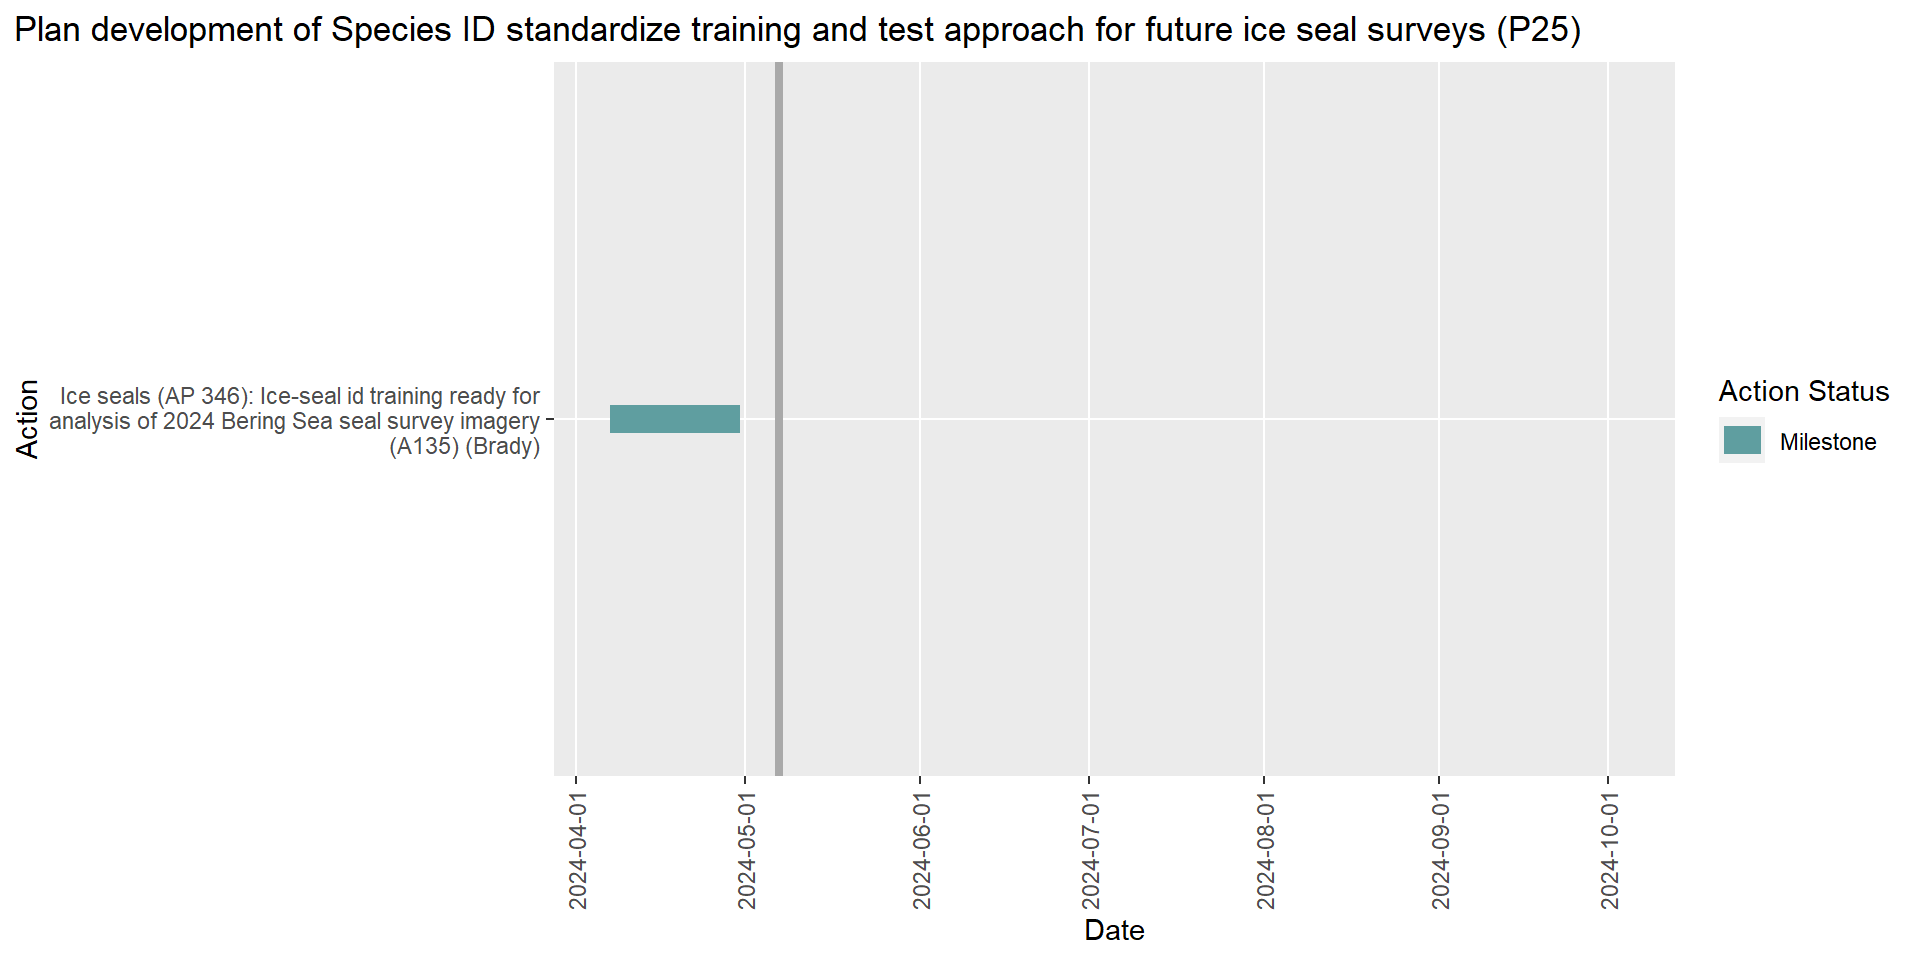 Plan development of Species ID standardize training and test approach for future ice seal surveys (P25)
Action
Ice seals (AP 346): Ice-seal id training ready for
analysis of 2024 Bering Sea seal survey imagery
(A135) (Brady)
Action Status
Milestone
2024-04-01
2024-05-01
2024-06-01
2024-07-01
2024-08-01
2024-09-01
2024-10-01
Date